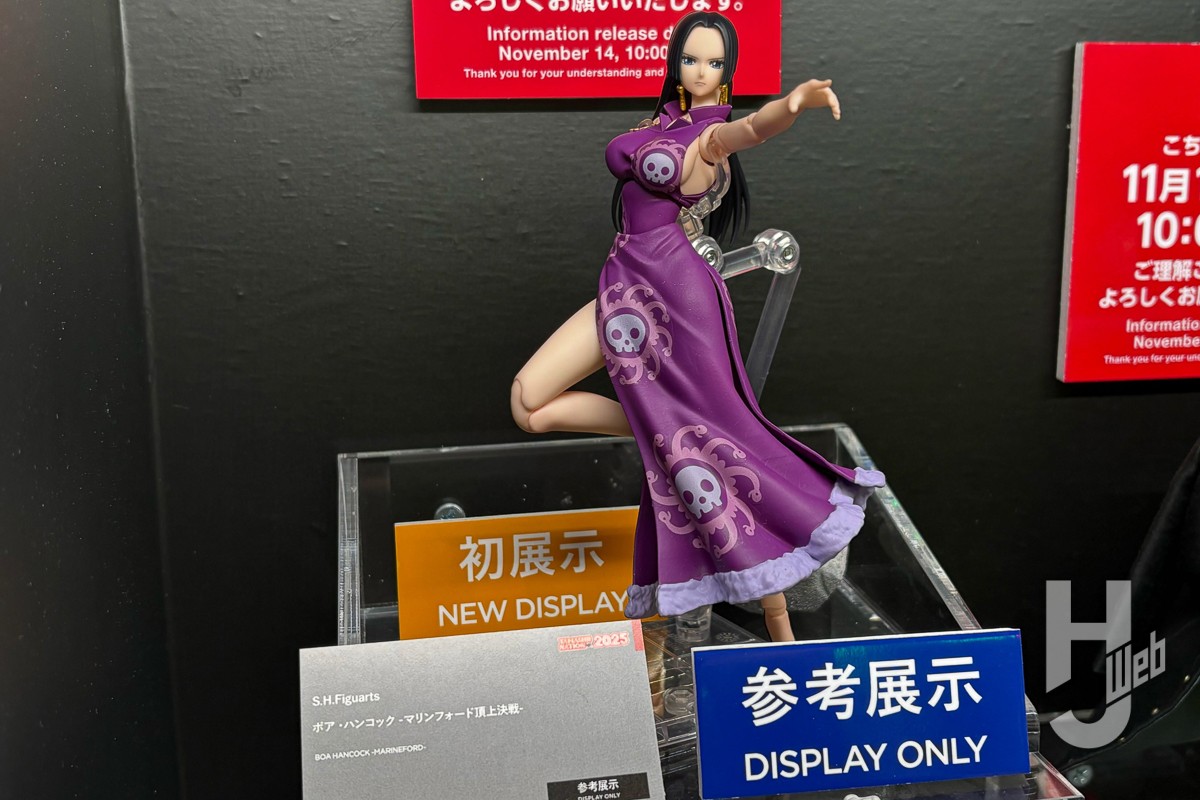 よろしくお願いいたします。
Information release d
November 14, 10:00
Thank you for your understanding and
こち
11月1
10:0
ご理解こ
よろしくお
Informatio
Novembe
Thank you for your und
初展示
NEW DISPLAY
2025
S.H.Figuarts
ボア・ハンコック -マリンフォード頂上決戦-
BOA HANCOCK -MARINEFORD-
参考展示
DISPLAY ONLY
参考展示
DISPLAY ONLY
HJ Web